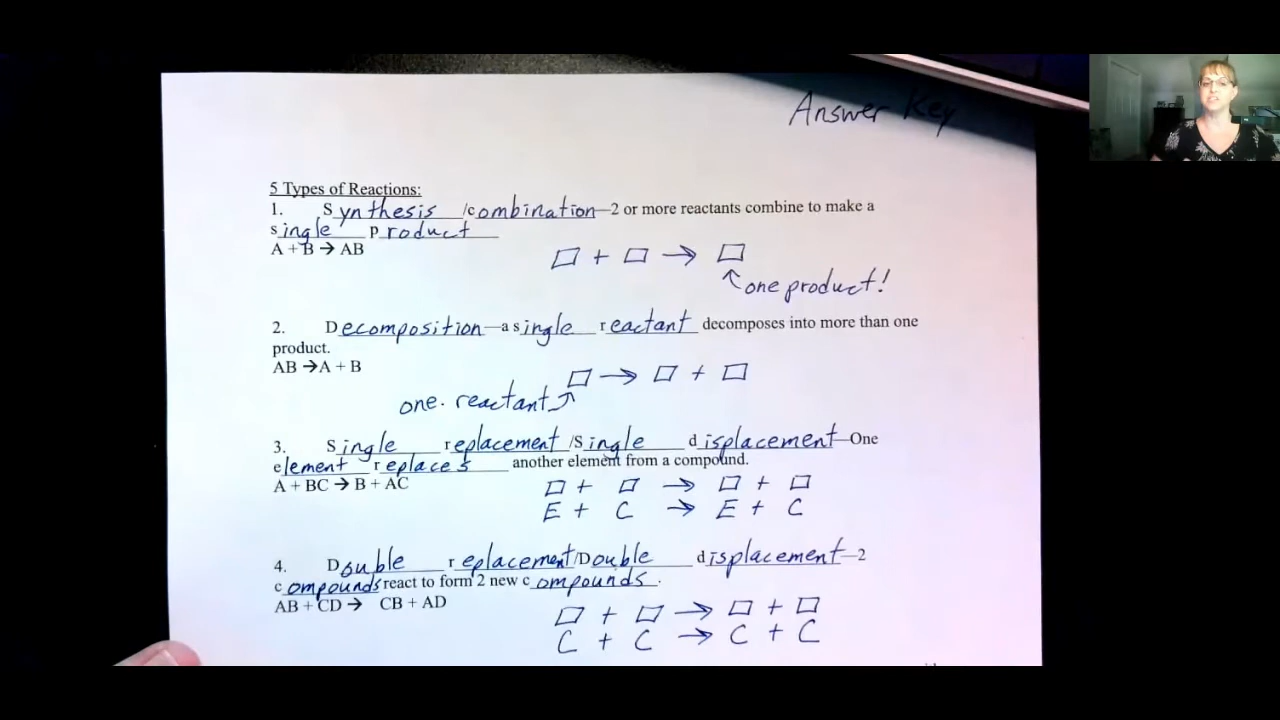 Answer Key
5 Types of Reactions:
1. Synthesis /combination—2 or more reactants combine to make a
single product
A + B → AB
□ + □ → □
↑ one product!
2. Decomposition—a single reactant decomposes into more than one
product.
AB → A + B
□ → □ + □
one reactant ↑
3. Single replacement /Single displacement—One
element replaces another element from a compound.
A + BC → B + AC
□ + □ → □ + □
E + C → E + C
4. Double replacement/Double displacement—2
compounds react to form 2 new compounds.
AB + CD → CB + AD
□ + □ → □ + □
C + C → C + C